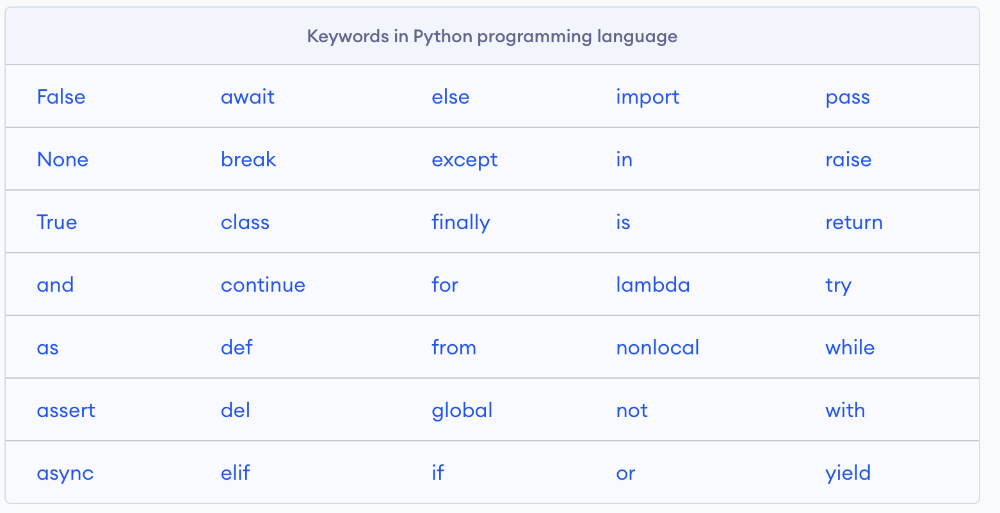 Keywords in Python programming language
False await else import pass
None break except in raise
True class finally is return
and continue for lambda try
as def from nonlocal while
assert del global not with
async elif if or yield